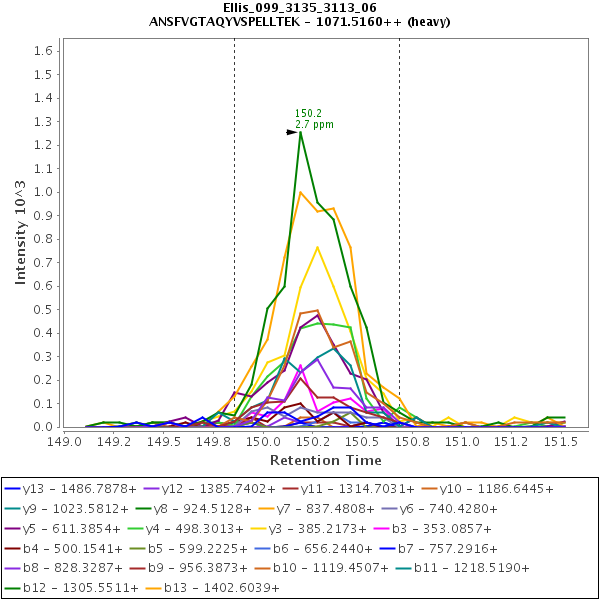 Ellis_099_3135_3113_06
ANSFVGTAQYVSPELLTEK - 1071.5160++ (heavy)
1.6
1.5
1.4
1.3
1.2
1.1
1.0
0.9
0.8
0.7
0.6
0.5
0.4
0.3
0.2
0.1
0.0
Intensity 10^3
150.2
2.7 ppm
149.0 149.2 149.5 149.8 150.0 150.2 150.5 150.8 151.0 151.2 151.5
Retention Time
y13 - 1486.7878+ y12 - 1385.7402+ y11 - 1314.7031+ y10 - 1186.6445+
y9 - 1023.5812+ y8 - 924.5128+ y7 - 837.4808+ y6 - 740.4280+
y5 - 611.3854+ y4 - 498.3013+ y3 - 385.2173+ b3 - 353.0857+
b4 - 500.1541+ b5 - 599.2225+ b6 - 656.2440+ b7 - 757.2916+
b8 - 828.3287+ b9 - 956.3873+ b10 - 1119.4507+ b11 - 1218.5190+
b12 - 1305.5511+ b13 - 1402.6039+